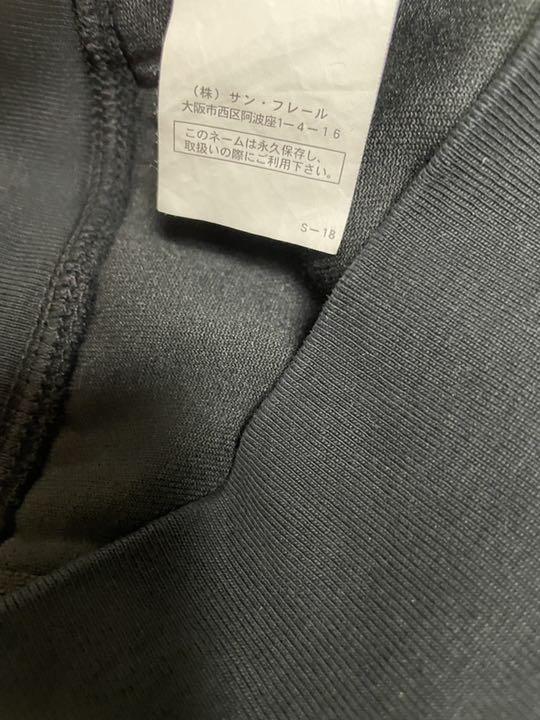 （株）サン・フレール
大阪市西区阿波座1－4－16
このネームは永久保存し、
取扱いの際にご利用下さい。
S－18